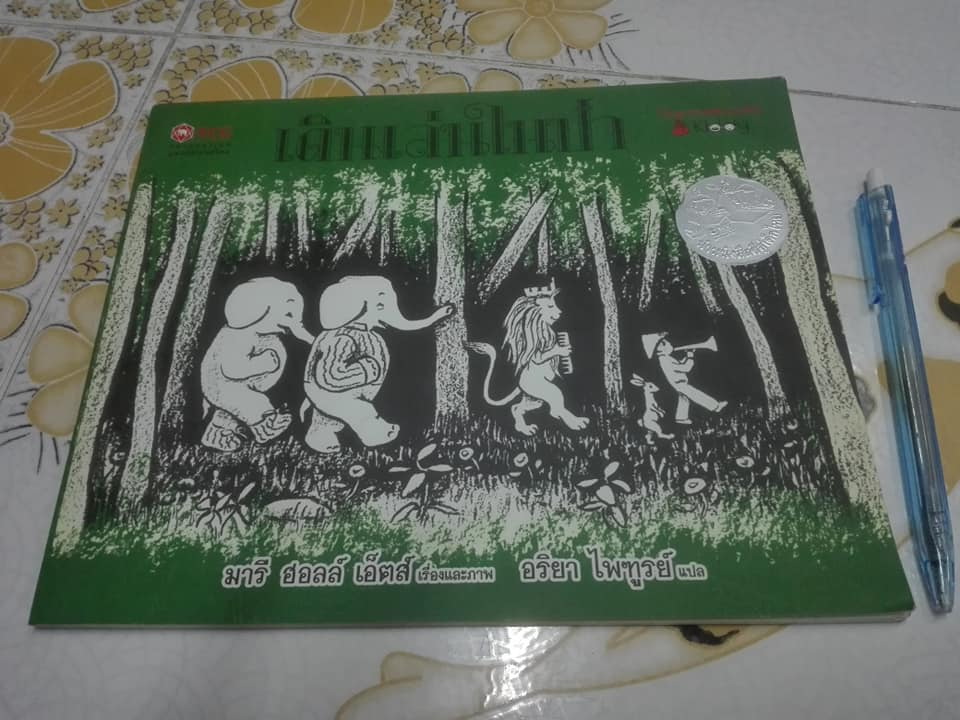 เดินเล่นในป่า
SCG
มารี ฮอลล์ เอ็ตส์ เรื่องและภาพ อริยา ไพฑูรย์ แปล